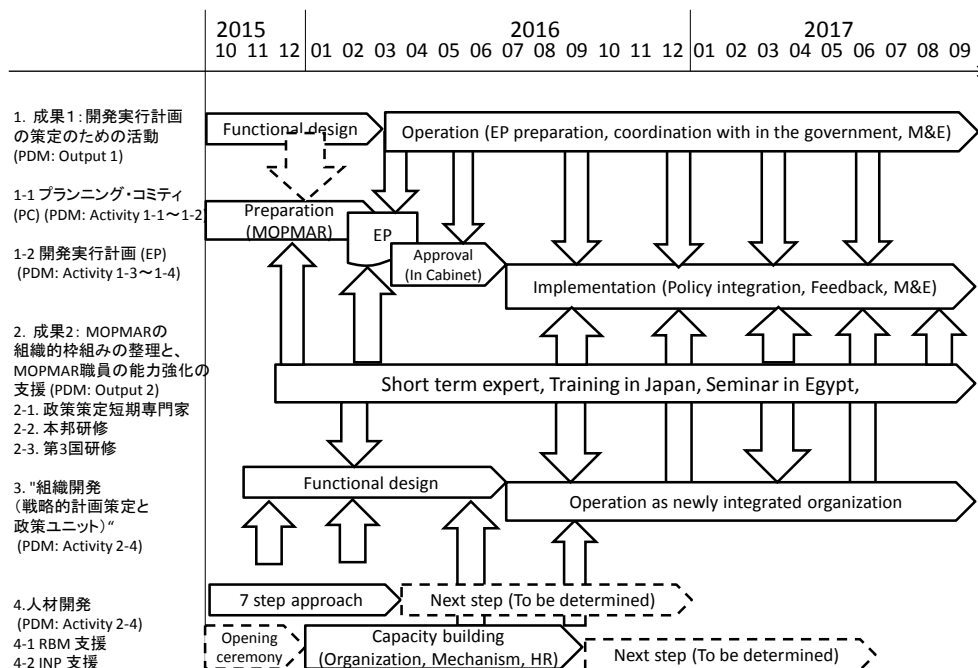 2015 2016 2017
10 11 12 01 02 03 04 05 06 07 08 09 10 11 12 01 02 03 04 05 06 07 08 09
1. 成果1：開発実行計画
の策定のための活動
(PDM: Output 1)
Functional design
Operation (EP preparation, coordination with in the government, M&E)
1-1 プランニング・コミティ
(PC) (PDM: Activity 1-1～1-2)
Preparation
(MOPMAR)
EP
1-2 開発実行計画 (EP)
(PDM: Activity 1-3～1-4)
Approval
(In Cabinet)
Implementation (Policy integration, Feedback, M&E)
2. 成果2： MOPMARの
組織的枠組みの整理と、
MOPMAR職員の能力強化の
支援 (PDM: Output 2)
2-1. 政策策定短期専門家
2-2. 本邦研修
2-3. 第3国研修
Short term expert, Training in Japan, Seminar in Egypt,
3. "組織開発
（戦略的計画策定と
政策ユニット）“
(PDM: Activity 2-4)
Functional design
Operation as newly integrated organization
4.人材開発
(PDM: Activity 2-4)
4-1 RBM 支援
4-2 INP 支援
7 step approach
Next step (To be determined)
Opening
ceremony
Capacity building
(Organization, Mechanism, HR)
Next step (To be determined)